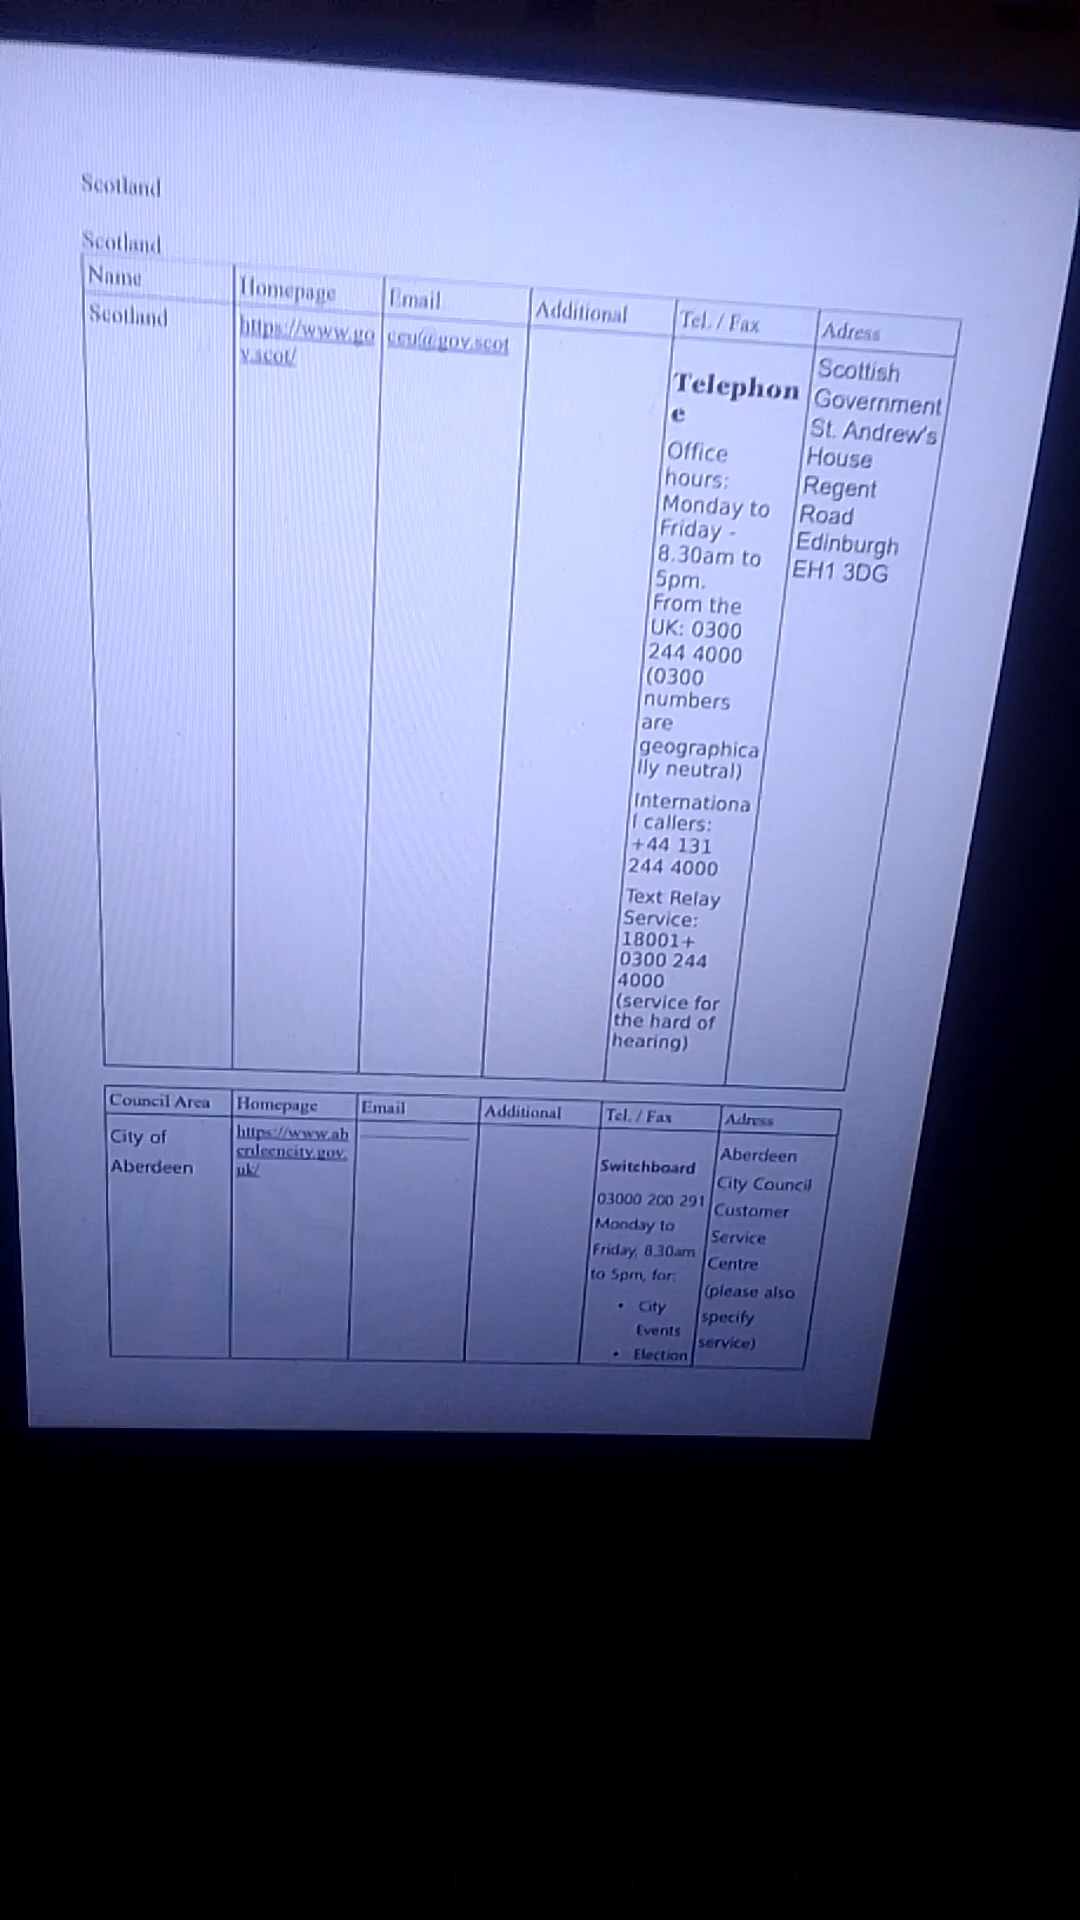 Scotland
Scotland
Name
Homepage
Email
Additional
Tel. / Fax
Adress
Scotland
https://www.go
v.scot/
ceu@gov.scot
Telephon
e
Office
hours:
Monday to
Friday -
8.30am to
5pm.
From the
UK: 0300
244 4000
(0300
numbers
are
geographica
lly neutral)
Internationa
l callers:
+44 131
244 4000
Text Relay
Service:
18001+
0300 244
4000
(service for
the hard of
hearing)
Scottish
Government
St. Andrew's
House
Regent
Road
Edinburgh
EH1 3DG
Council Area
Homepage
Email
Additional
Tel. / Fax
Adress
City of
Aberdeen
https://www.ab
erdeencity.gov.
uk/
Switchboard
03000 200 291
Monday to
Friday, 8.30am
to 5pm, for:
• City
Events
• Election
Aberdeen
City Council
Customer
Service
Centre
(please also
specify
service)